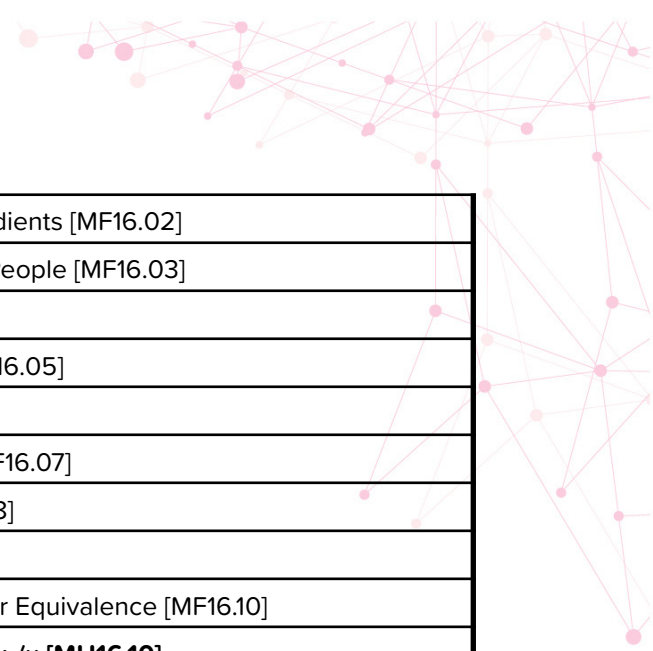 dients [MF16.02]
eople [MF16.03]
16.05]
F16.07]
3]
r Equivalence [MF16.10]